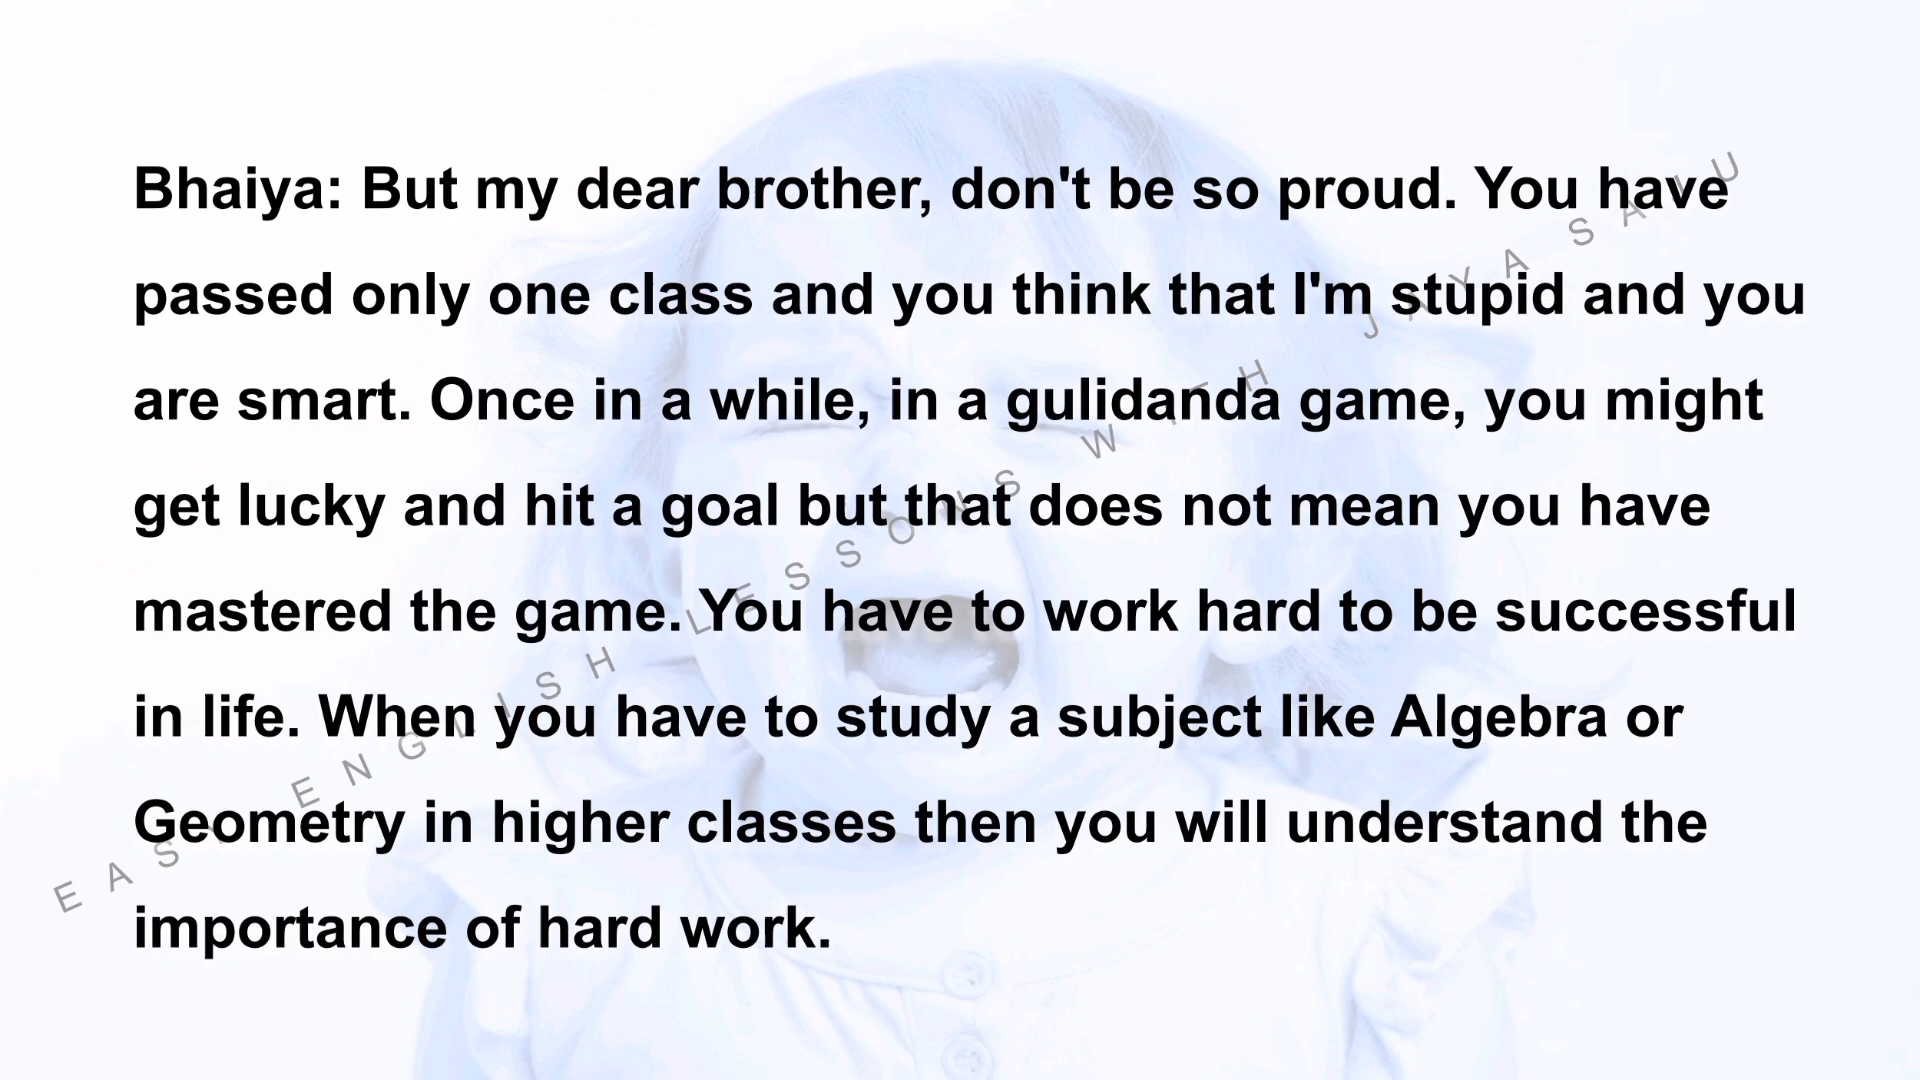 Bhaiya: But my dear brother, don't be so proud. You have
passed only one class and you think that I'm stupid and you
are smart. Once in a while, in a gulidanda game, you might
get lucky and hit a goal but that does not mean you have
mastered the game. You have to work hard to be successful
in life. When you have to study a subject like Algebra or
Geometry in higher classes then you will understand the
importance of hard work.
EASY ENGLISH LESSONS WITH JAYA SALU